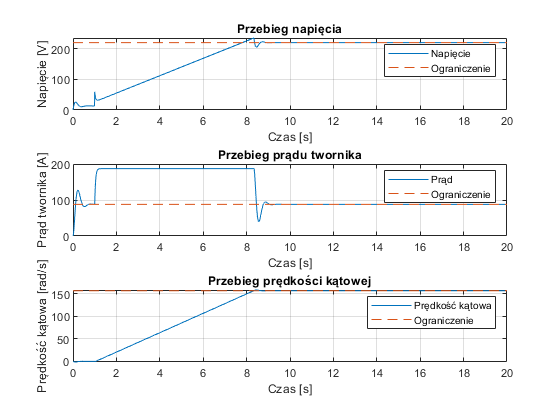 Przebieg napięcia
Napięcie [V]
200
100
0
0 2 4 6 8 10 12 14 16 18 20
Czas [s]
Napięcie
Ograniczenie
Przebieg prądu twornika
Prąd twornika [A]
200
100
0
0 2 4 6 8 10 12 14 16 18 20
Czas [s]
Prąd
Ograniczenie
Przebieg prędkości kątowej
Prędkość kątowa [rad/s]
150
100
50
0
0 2 4 6 8 10 12 14 16 18 20
Czas [s]
Prędkość kątowa
Ograniczenie